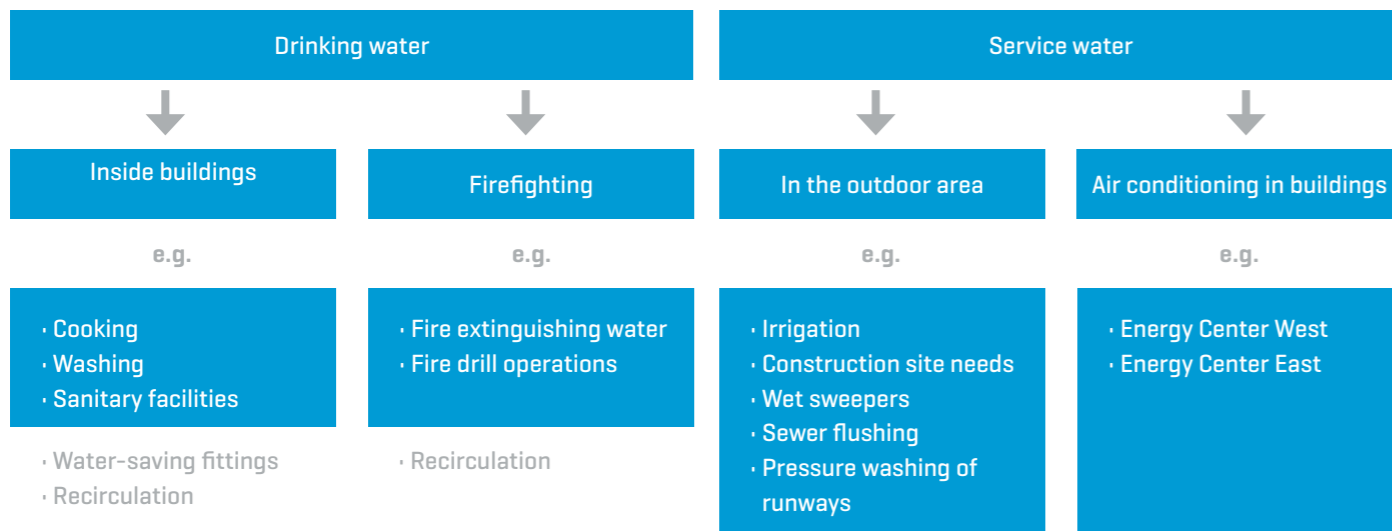 Drinking water
Service water
Inside buildings
Firefighting
In the outdoor area
Air conditioning in buildings
e.g.
e.g.
e.g.
e.g.
· Cooking
· Washing
· Sanitary facilities
· Water-saving fittings
· Recirculation
· Fire extinguishing water
· Fire drill operations
· Recirculation
· Irrigation
· Construction site needs
· Wet sweepers
· Sewer flushing
· Pressure washing of
runways
· Energy Center West
· Energy Center East